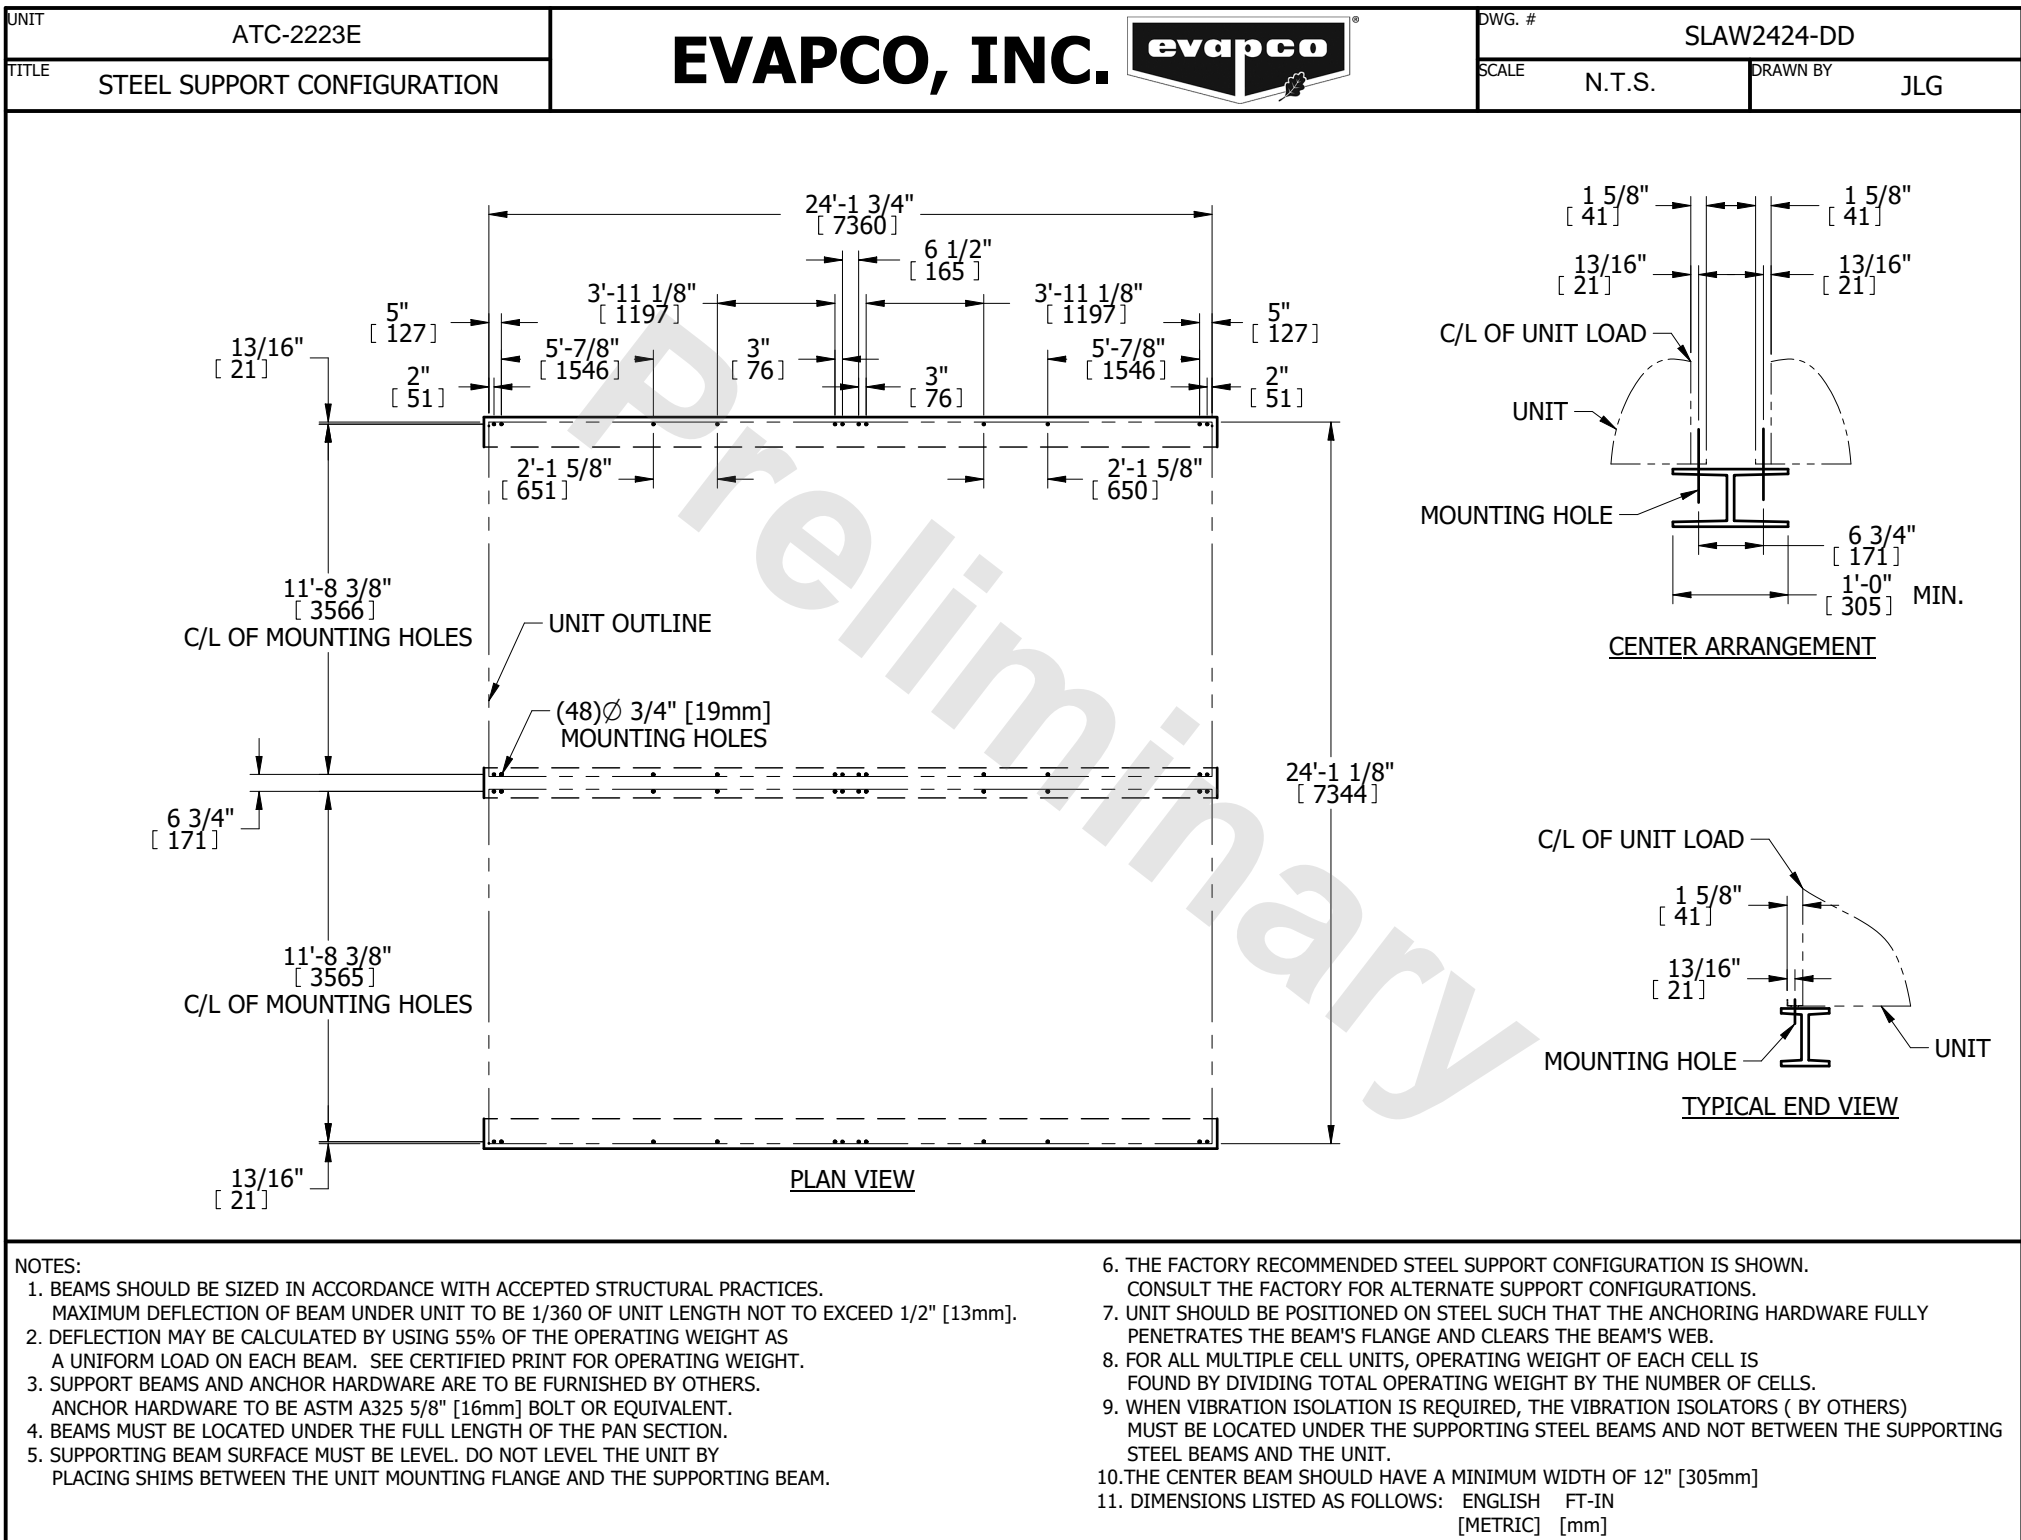 UNIT
ATC-2223E
TITLE
STEEL SUPPORT CONFIGURATION
EVAPCO, INC.
evapco
®
DWG. #
SLAW2424-DD
SCALE
N.T.S.
DRAWN BY
JLG
24'-1 3/4"
[ 7360 ]
6 1/2"
[ 165 ]
3'-11 1/8"
[ 1197 ]
3'-11 1/8"
[ 1197 ]
5"
[ 127 ]
5"
[ 127 ]
13/16"
[ 21 ]
5'-7/8"
[ 1546 ]
3"
[ 76 ]
5'-7/8"
[ 1546 ]
2"
[ 51 ]
3"
[ 76 ]
2"
[ 51 ]
2'-1 5/8"
[ 651 ]
2'-1 5/8"
[ 650 ]
11'-8 3/8"
[ 3566 ]
C/L OF MOUNTING HOLES
UNIT OUTLINE
(48)Ø 3/4" [19mm]
MOUNTING HOLES
6 3/4"
[ 171 ]
24'-1 1/8"
[ 7344 ]
11'-8 3/8"
[ 3565 ]
C/L OF MOUNTING HOLES
13/16"
[ 21 ]
PLAN VIEW
Preliminary
1 5/8"
[ 41 ]
1 5/8"
[ 41 ]
13/16"
[ 21 ]
13/16"
[ 21 ]
C/L OF UNIT LOAD
UNIT
MOUNTING HOLE
6 3/4"
[ 171 ]
1'-0"
[ 305 ] MIN.
CENTER ARRANGEMENT
C/L OF UNIT LOAD
1 5/8"
[ 41 ]
13/16"
[ 21 ]
MOUNTING HOLE
UNIT
TYPICAL END VIEW
NOTES:
1. BEAMS SHOULD BE SIZED IN ACCORDANCE WITH ACCEPTED STRUCTURAL PRACTICES.
MAXIMUM DEFLECTION OF BEAM UNDER UNIT TO BE 1/360 OF UNIT LENGTH NOT TO EXCEED 1/2" [13mm].
2. DEFLECTION MAY BE CALCULATED BY USING 55% OF THE OPERATING WEIGHT AS
A UNIFORM LOAD ON EACH BEAM. SEE CERTIFIED PRINT FOR OPERATING WEIGHT.
3. SUPPORT BEAMS AND ANCHOR HARDWARE ARE TO BE FURNISHED BY OTHERS.
ANCHOR HARDWARE TO BE ASTM A325 5/8" [16mm] BOLT OR EQUIVALENT.
4. BEAMS MUST BE LOCATED UNDER THE FULL LENGTH OF THE PAN SECTION.
5. SUPPORTING BEAM SURFACE MUST BE LEVEL. DO NOT LEVEL THE UNIT BY
PLACING SHIMS BETWEEN THE UNIT MOUNTING FLANGE AND THE SUPPORTING BEAM.
6. THE FACTORY RECOMMENDED STEEL SUPPORT CONFIGURATION IS SHOWN.
CONSULT THE FACTORY FOR ALTERNATE SUPPORT CONFIGURATIONS.
7. UNIT SHOULD BE POSITIONED ON STEEL SUCH THAT THE ANCHORING HARDWARE FULLY
PENETRATES THE BEAM'S FLANGE AND CLEARS THE BEAM'S WEB.
8. FOR ALL MULTIPLE CELL UNITS, OPERATING WEIGHT OF EACH CELL IS
FOUND BY DIVIDING TOTAL OPERATING WEIGHT BY THE NUMBER OF CELLS.
9. WHEN VIBRATION ISOLATION IS REQUIRED, THE VIBRATION ISOLATORS ( BY OTHERS)
MUST BE LOCATED UNDER THE SUPPORTING STEEL BEAMS AND NOT BETWEEN THE SUPPORTING
STEEL BEAMS AND THE UNIT.
10.THE CENTER BEAM SHOULD HAVE A MINIMUM WIDTH OF 12" [305mm]
11. DIMENSIONS LISTED AS FOLLOWS: ENGLISH FT-IN
[METRIC] [mm]